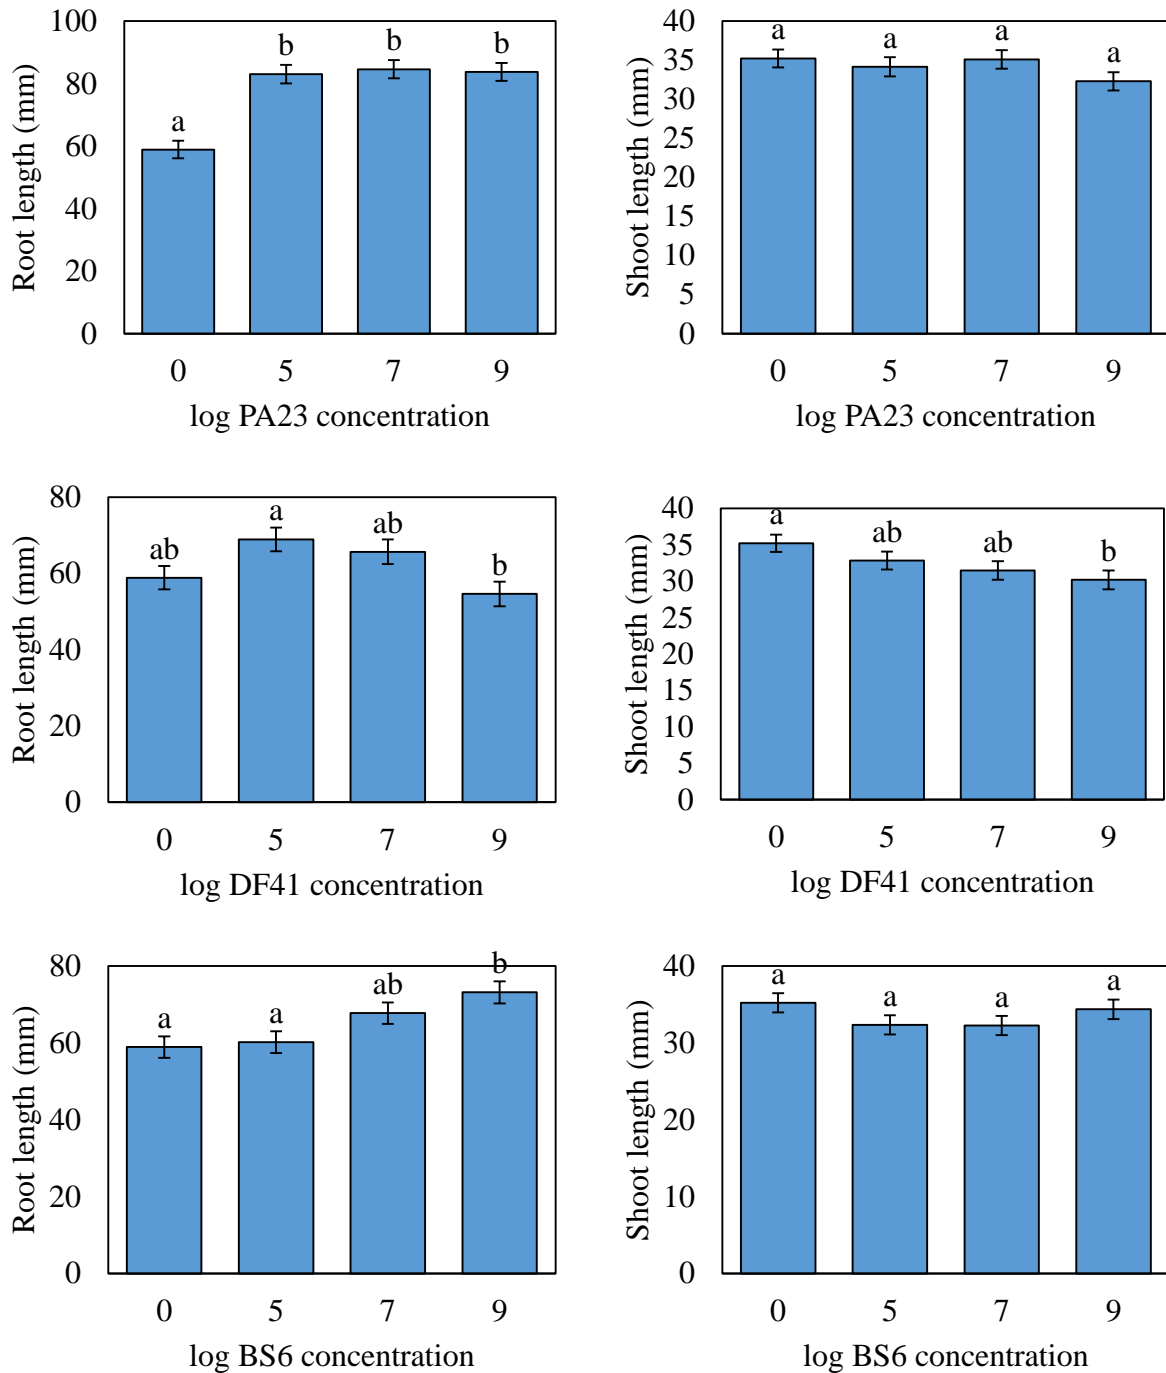 Root length (mm)
100
80
60
40
20
0
a
b
b
b
0 5 7 9
log PA23 concentration
Shoot length (mm)
40
35
30
25
20
15
10
5
0
a
a
a
a
0 5 7 9
log PA23 concentration
Root length (mm)
80
60
40
20
0
ab
a
ab
b
0 5 7 9
log DF41 concentration
Shoot length (mm)
40
35
30
25
20
15
10
5
0
a
ab
ab
b
0 5 7 9
log DF41 concentration
Root length (mm)
80
60
40
20
0
a
a
ab
b
0 5 7 9
log BS6 concentration
Shoot length (mm)
40
30
20
10
0
a
a
a
a
0 5 7 9
log BS6 concentration